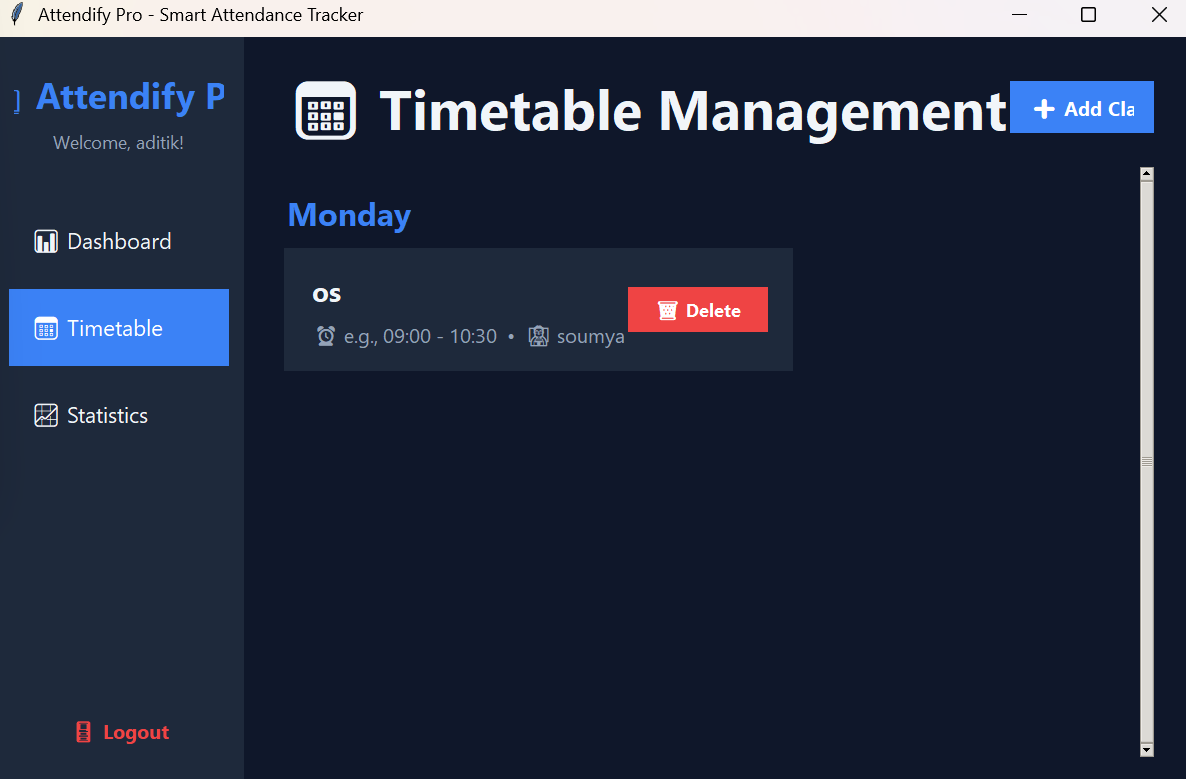 Attendify Pro - Smart Attendance Tracker
Attendify P
Welcome, aditik!
Dashboard
Timetable
Statistics
Logout
Timetable Management
Add Cla
Monday
os
e.g., 09:00 - 10:30 • soumya
Delete